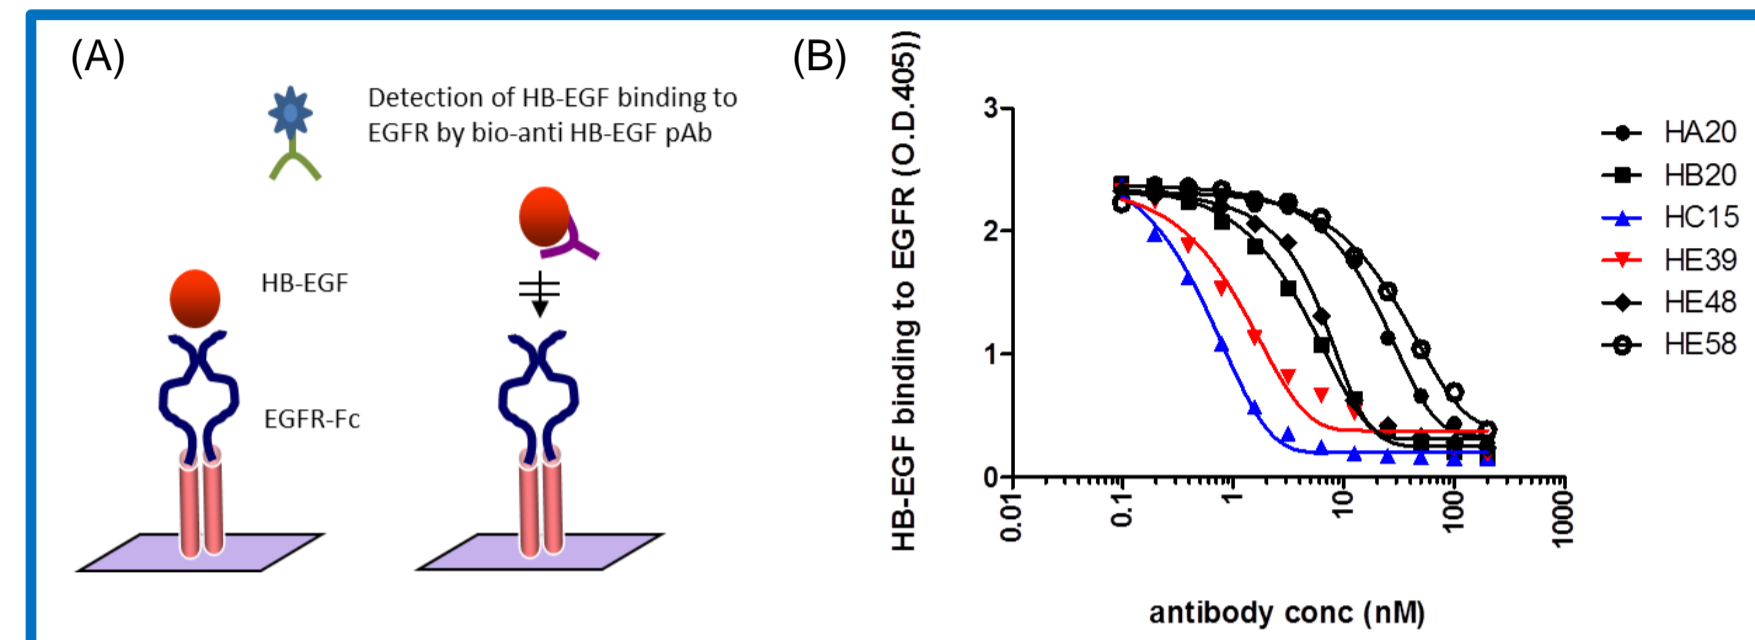 (A)
Detection of HB-EGF binding to
EGFR by bio-anti HB-EGF pAb
HB-EGF
EGFR-Fc
(B)
HB-EGF binding to EGFR (O.D.405))
3
2
1
0
0.01
0.1
1
10
100
1000
antibody conc (nM)
HA20
HB20
HC15
HE39
HE48
HE58